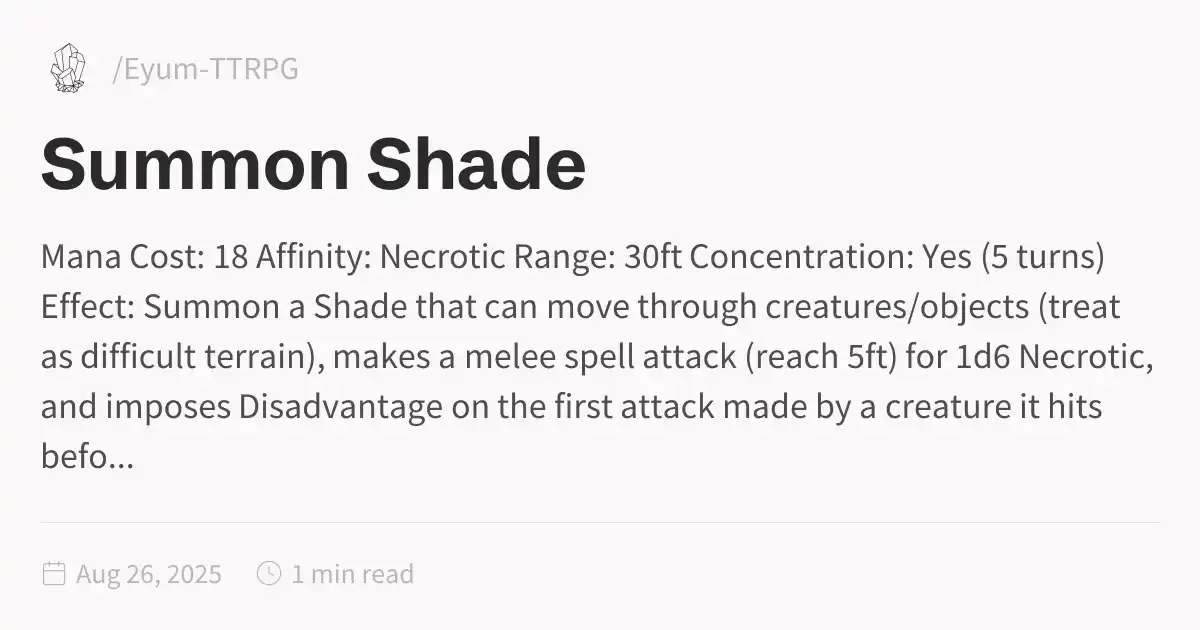 /Eyum-TTRPG
Summon Shade
Mana Cost: 18 Affinity: Necrotic Range: 30ft Concentration: Yes (5 turns)
Effect: Summon a Shade that can move through creatures/objects (treat
as difficult terrain), makes a melee spell attack (reach 5ft) for 1d6 Necrotic,
and imposes Disadvantage on the first attack made by a creature it hits
befo...
Aug 26, 2025 1 min read